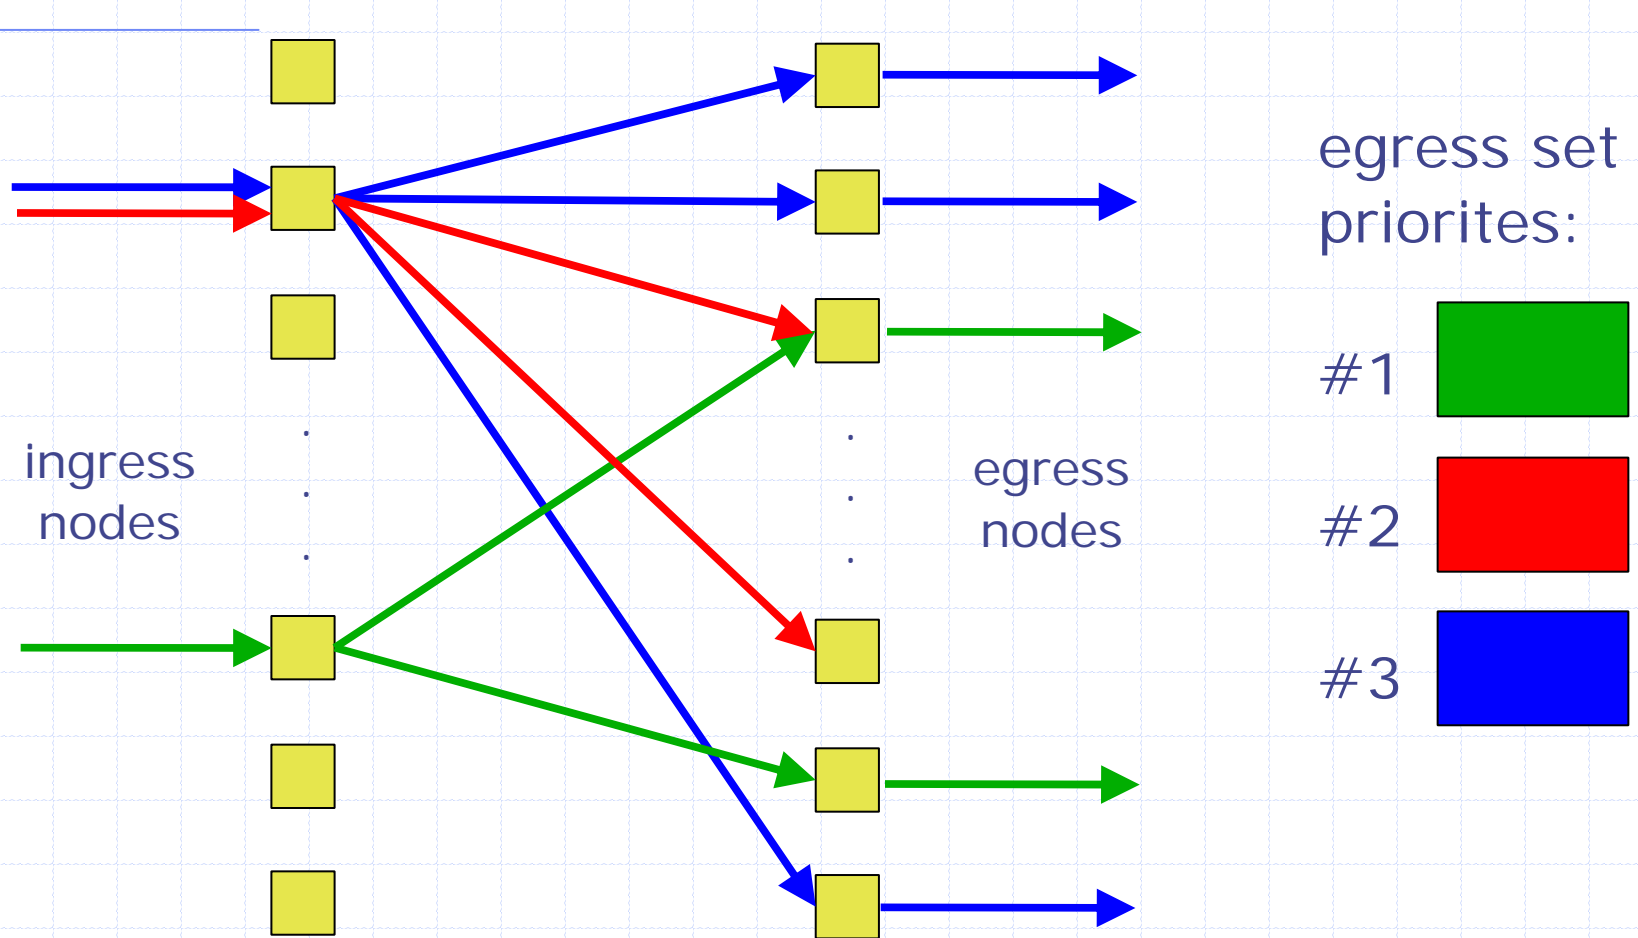 egress set
priorites:
#1
ingress
nodes
egress
nodes
#2
#3